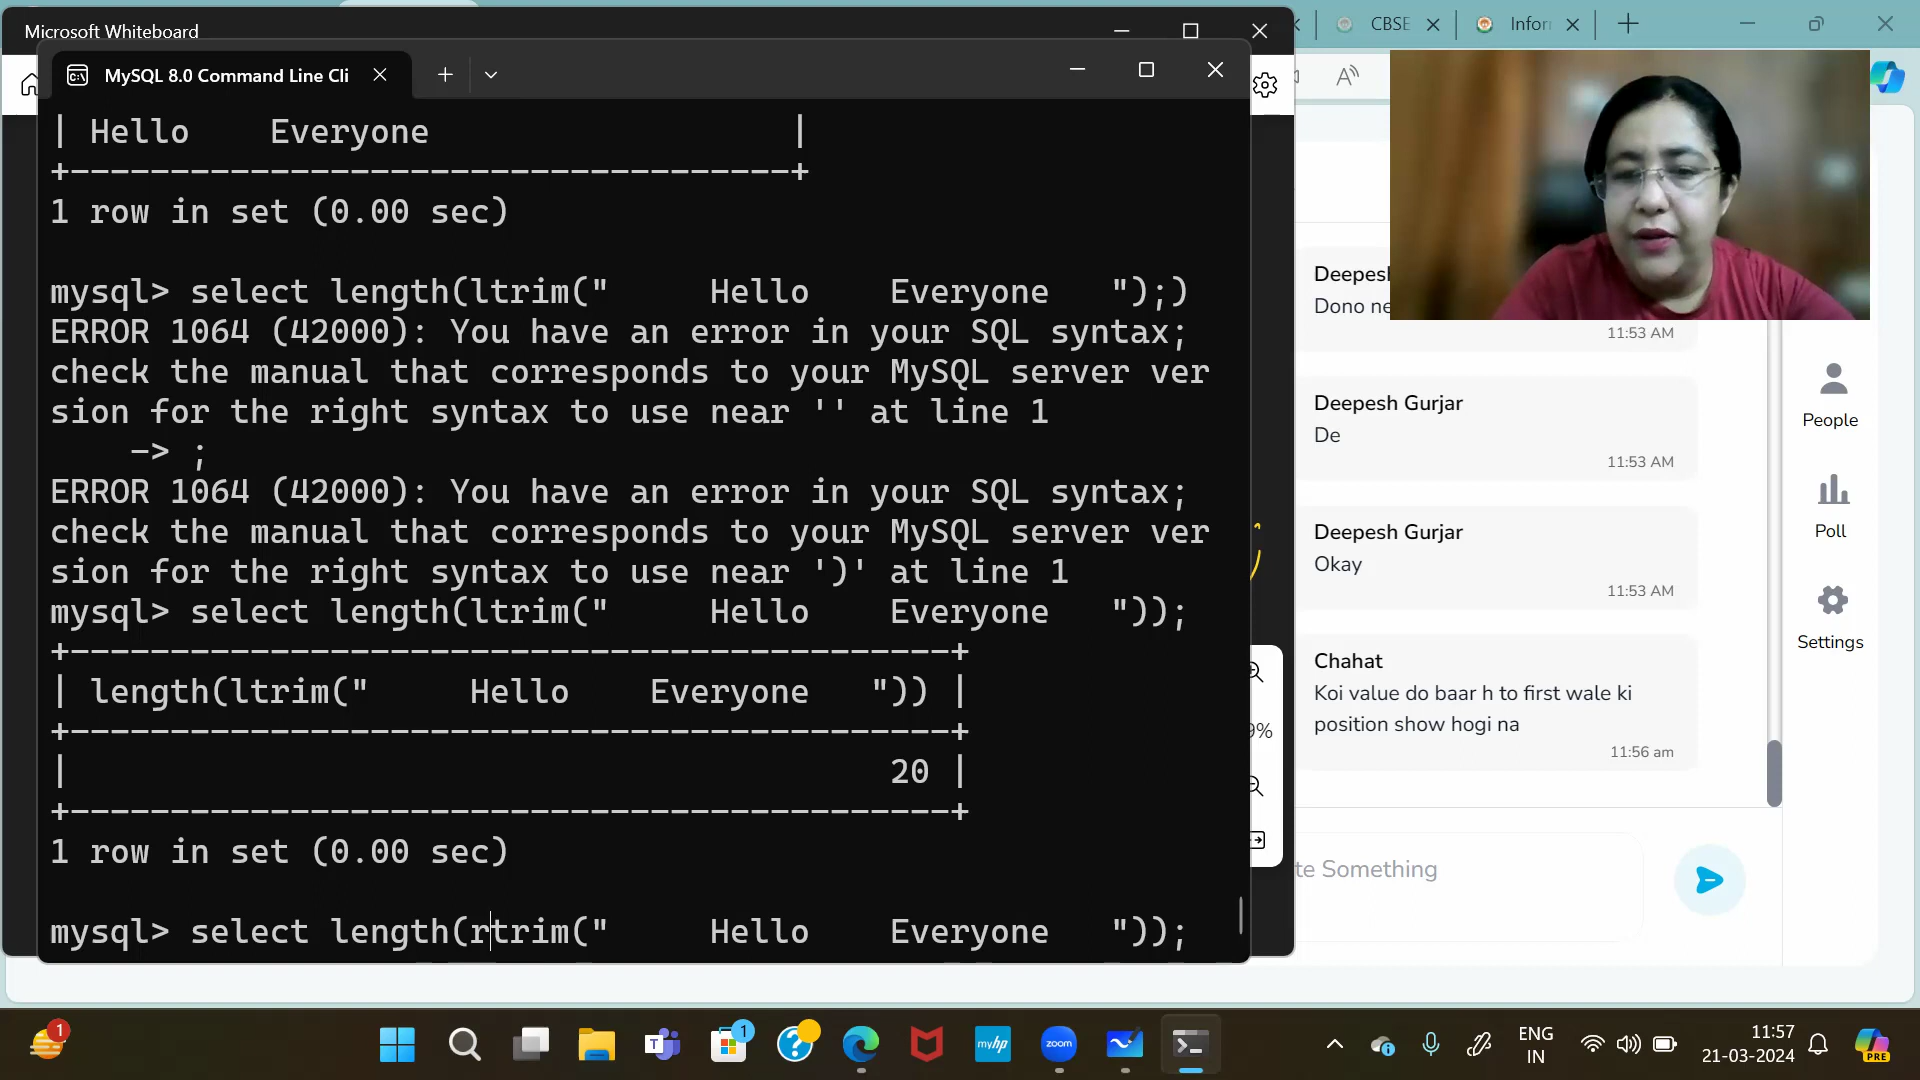 Microsoft Whiteboard
CBSE
Infor
MySQL 8.0 Command Line Cli
| Hello    Everyone                  |
+------------------------------------+
1 row in set (0.00 sec)
mysql> select length(ltrim("     Hello    Everyone   ");)
ERROR 1064 (42000): You have an error in your SQL syntax;
check the manual that corresponds to your MySQL server ver
sion for the right syntax to use near '' at line 1
    -> ;
ERROR 1064 (42000): You have an error in your SQL syntax;
check the manual that corresponds to your MySQL server ver
sion for the right syntax to use near ')' at line 1
mysql> select length(ltrim("     Hello    Everyone   "));
+--------------------------------------------+
| length(ltrim("     Hello    Everyone   ")) |
+--------------------------------------------+
|                                         20 |
+--------------------------------------------+
1 row in set (0.00 sec)
mysql> select length(rtrim("     Hello    Everyone   "));
9%
Deepesh
Dono ne
11:53 AM
Deepesh Gurjar
De
11:53 AM
Deepesh Gurjar
Okay
11:53 AM
Chahat
Koi value do baar h to first wale ki
position show hogi na
11:56 am
te Something
People
Poll
Settings
1
1
myhp
zoom
ENG
IN
11:57
21-03-2024
PRE